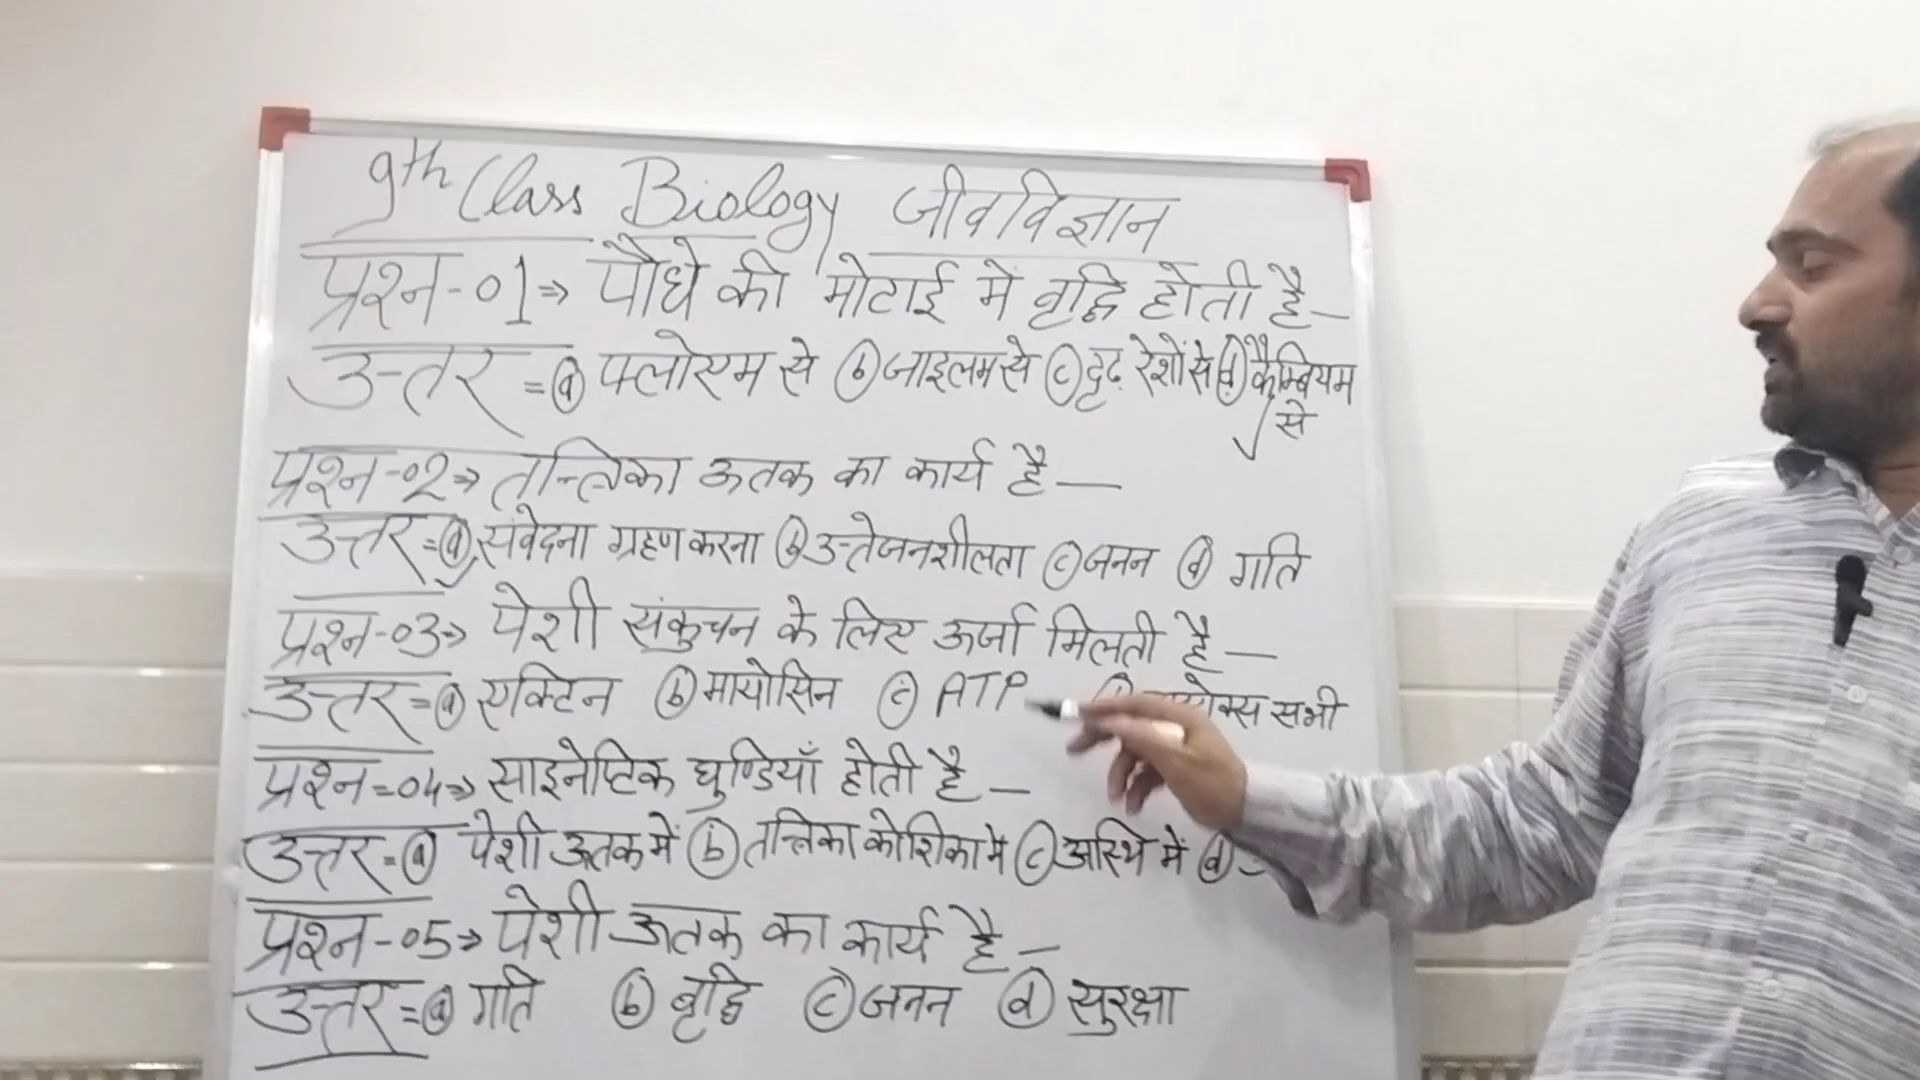 9th Class Biology जीवविज्ञान
प्रश्न-01⇒ पौधे की मोटाई में वृद्धि होती है—
उत्तर = (a) फ्लोएम से (b) जाइलम से (c) दृढ़ रेशों से (d) कैम्बियम
से
प्रश्न-02⇒ तन्त्रिका ऊतक का कार्य है—
उत्तर = (a) संवेदना ग्रहण करना (b) उत्तेजनशीलता (c) जनन (d) गति
प्रश्न-03⇒ पेशी संकुचन के लिए ऊर्जा मिलती है—
उत्तर = (a) एक्टिन (b) मायोसिन (c) ATP सभी
प्रश्न=04⇒ साइनेप्टिक घुण्डियाँ होती है—
उत्तर = (a) पेशी ऊतक में (b) तन्त्रिका कोशिका में (c) अस्थि में (d)
प्रश्न-05⇒ पेशी ऊतक का कार्य है—
उत्तर = (a) गति (b) वृद्धि (c) जनन (d) सुरक्षा